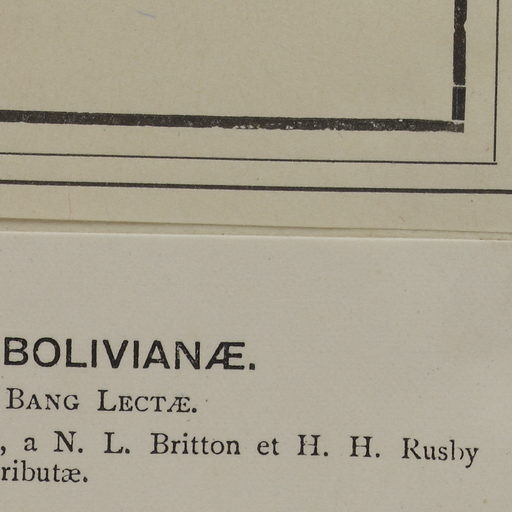 BOLIVIANÆ.
BANG LECTÆ.
, a N. L. Britton et H. H. Rusby
ributæ.